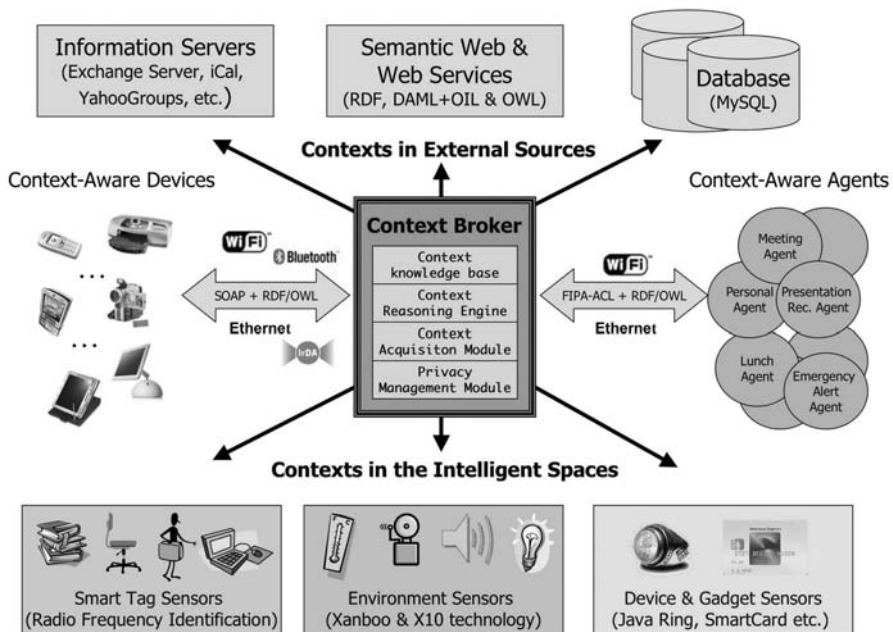 Information Servers
(Exchange Server, iCal,
YahooGroups, etc.)
Semantic Web &
Web Services
(RDF, DAML+OIL & OWL)
Database
(MySQL)
Contexts in External Sources
Context-Aware Devices
Context-Aware Agents
WiFi
Bluetooth™
SOAP + RDF/OWL
Ethernet
IrDA
Context Broker
Context
knowledge base
Context
Reasoning Engine
Context
Acquisiton Module
Privacy
Management Module
WiFi
FIPA-ACL + RDF/OWL
Ethernet
Meeting
Agent
Personal
Agent
Presentation
Rec. Agent
Lunch
Agent
Emergency
Alert
Agent
Contexts in the Intelligent Spaces
Smart Tag Sensors
(Radio Frequency Identification)
Environment Sensors
(Xanboo & X10 technology)
Device & Gadget Sensors
(Java Ring, SmartCard etc.)